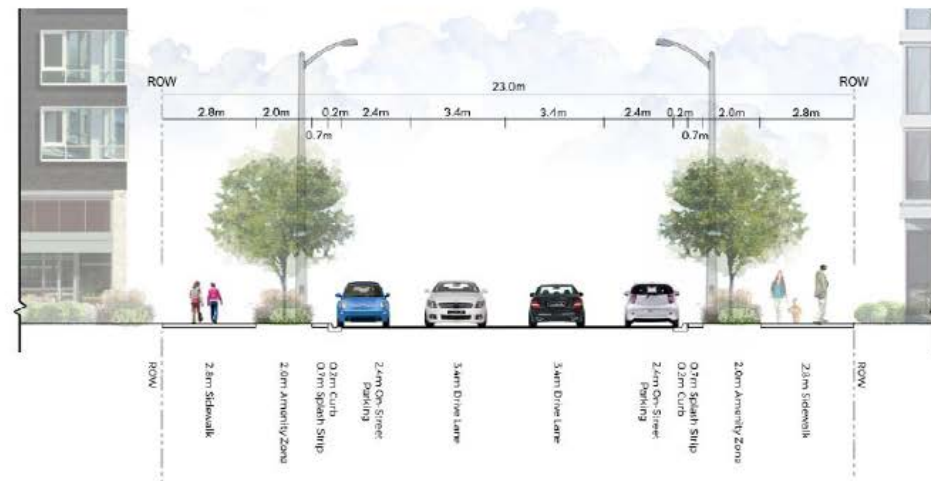 ROW
ROW
23.0m
2.8m 2.0m 0.2m 2.4m 3.4m 3.4m 2.4m 0.2m 2.0m 2.8m
0.7m 0.7m
ROW
2.8m Sidewalk
2.0m Amenity Zone
0.7m Splash Strip
0.2m Curb
2.4m On-Street
Parking
3.4m Drive Lane
3.4m Drive Lane
2.4m On-Street
Parking
0.2m Curb
0.7m Splash Strip
2.0m Amenity Zone
2.8m Sidewalk
ROW